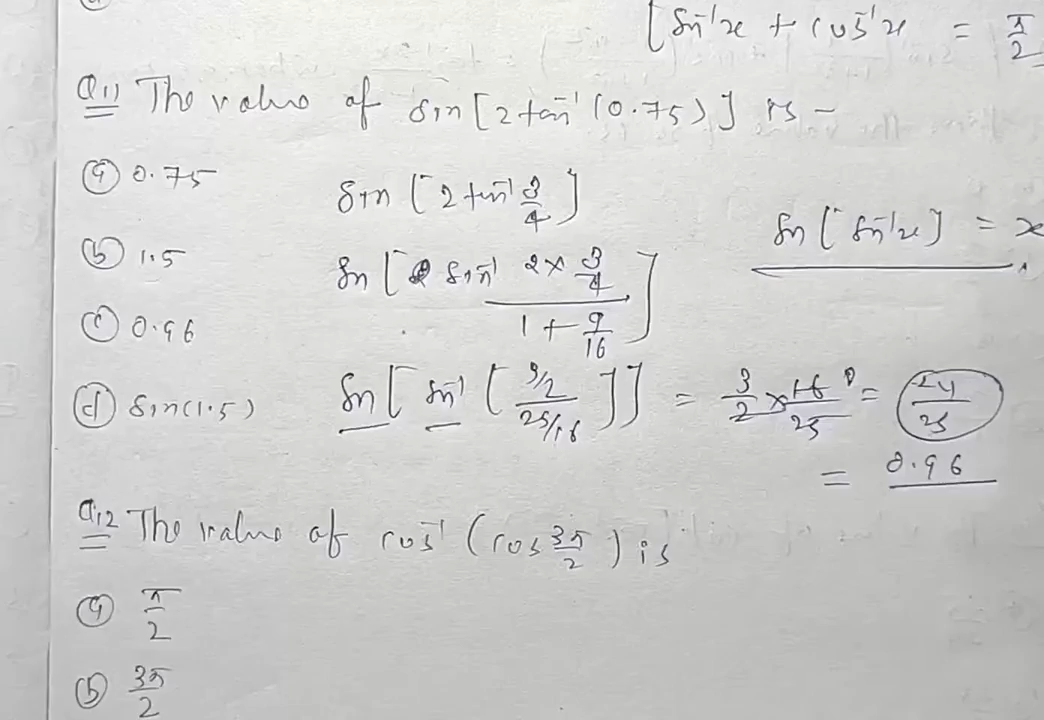 [sin⁻¹x + cos⁻¹x = π/2
Q11 The value of sin[2tan⁻¹(0.75)] is –
(a) 0.75
sin[2tan⁻¹ 3/4]
sin[sin⁻¹x] = x
(b) 1.5
sin[sin⁻¹ (2×3/4)/(1+9/16)]
(c) 0.96
(d) sin(1.5)
sin[sin⁻¹((3/2)/(25/16))] = 3/2 × 16/25 = 24/25
= 0.96
Q12 The value of cos⁻¹(cos 3π/2) is
(a) π/2
(b) 3π/2